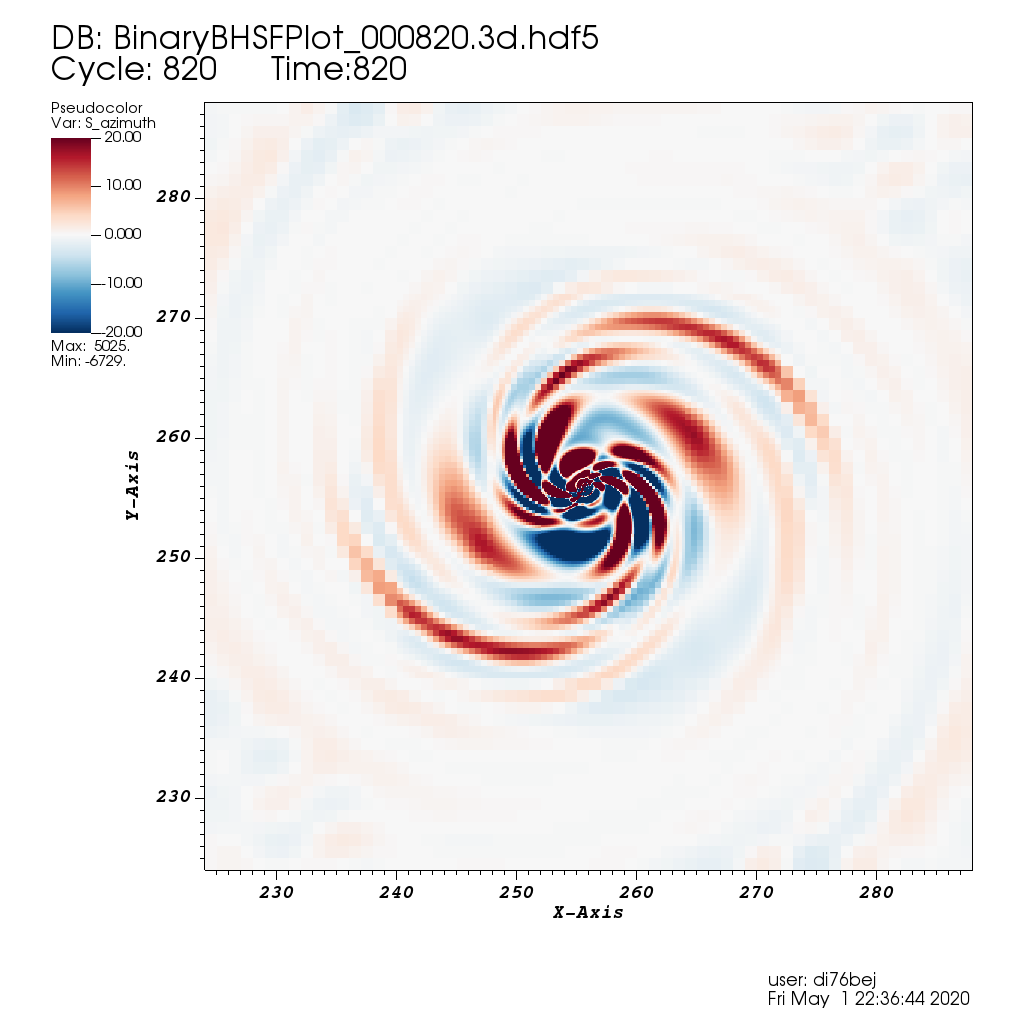 DB: BinaryBHSFPlot_000820.3d.hdf5
Cycle: 820 Time:820
Pseudocolor
Var: S_azimuth
20.00
10.00
0.000
-10.00
-20.00
Max: 5025.
Min: -6729.
280
270
260
250
240
230
Y-Axis
230 240 250 260 270 280
X-Axis
user: di76bej
Fri May 1 22:36:44 2020